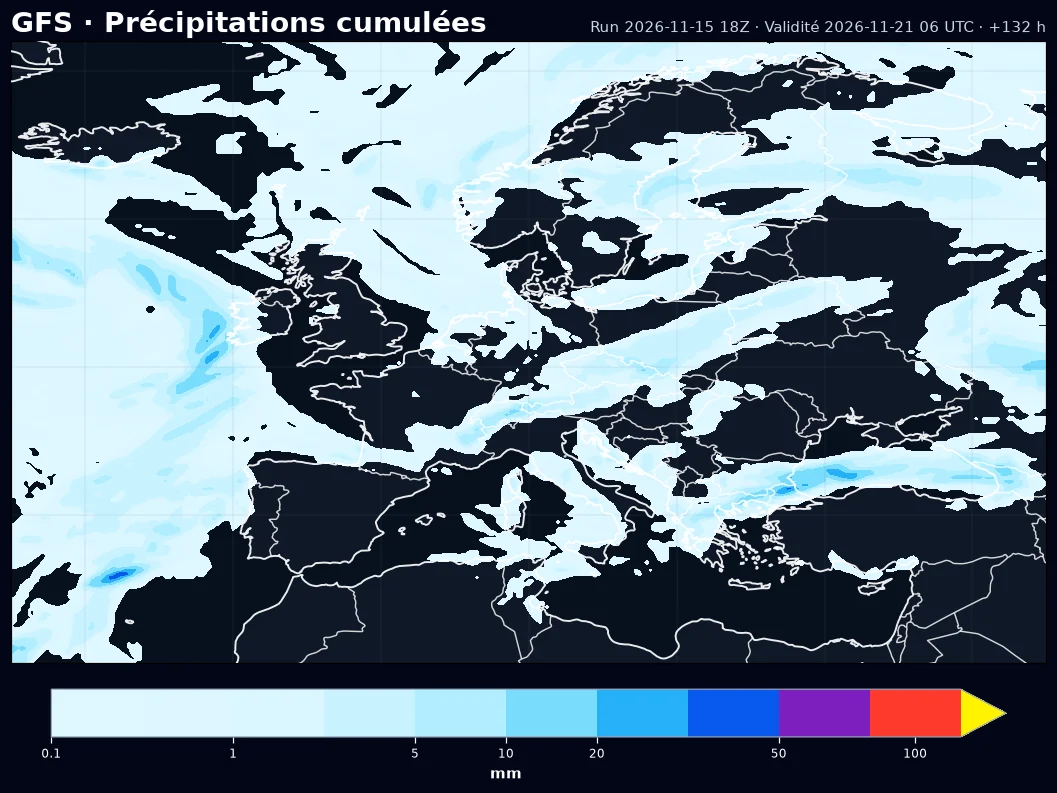 GFS · Précipitations cumulées
Run 2026-11-15 18Z · Validité 2026-11-21 06 UTC · +132 h
0.1 1 5 10 20 50 100
mm